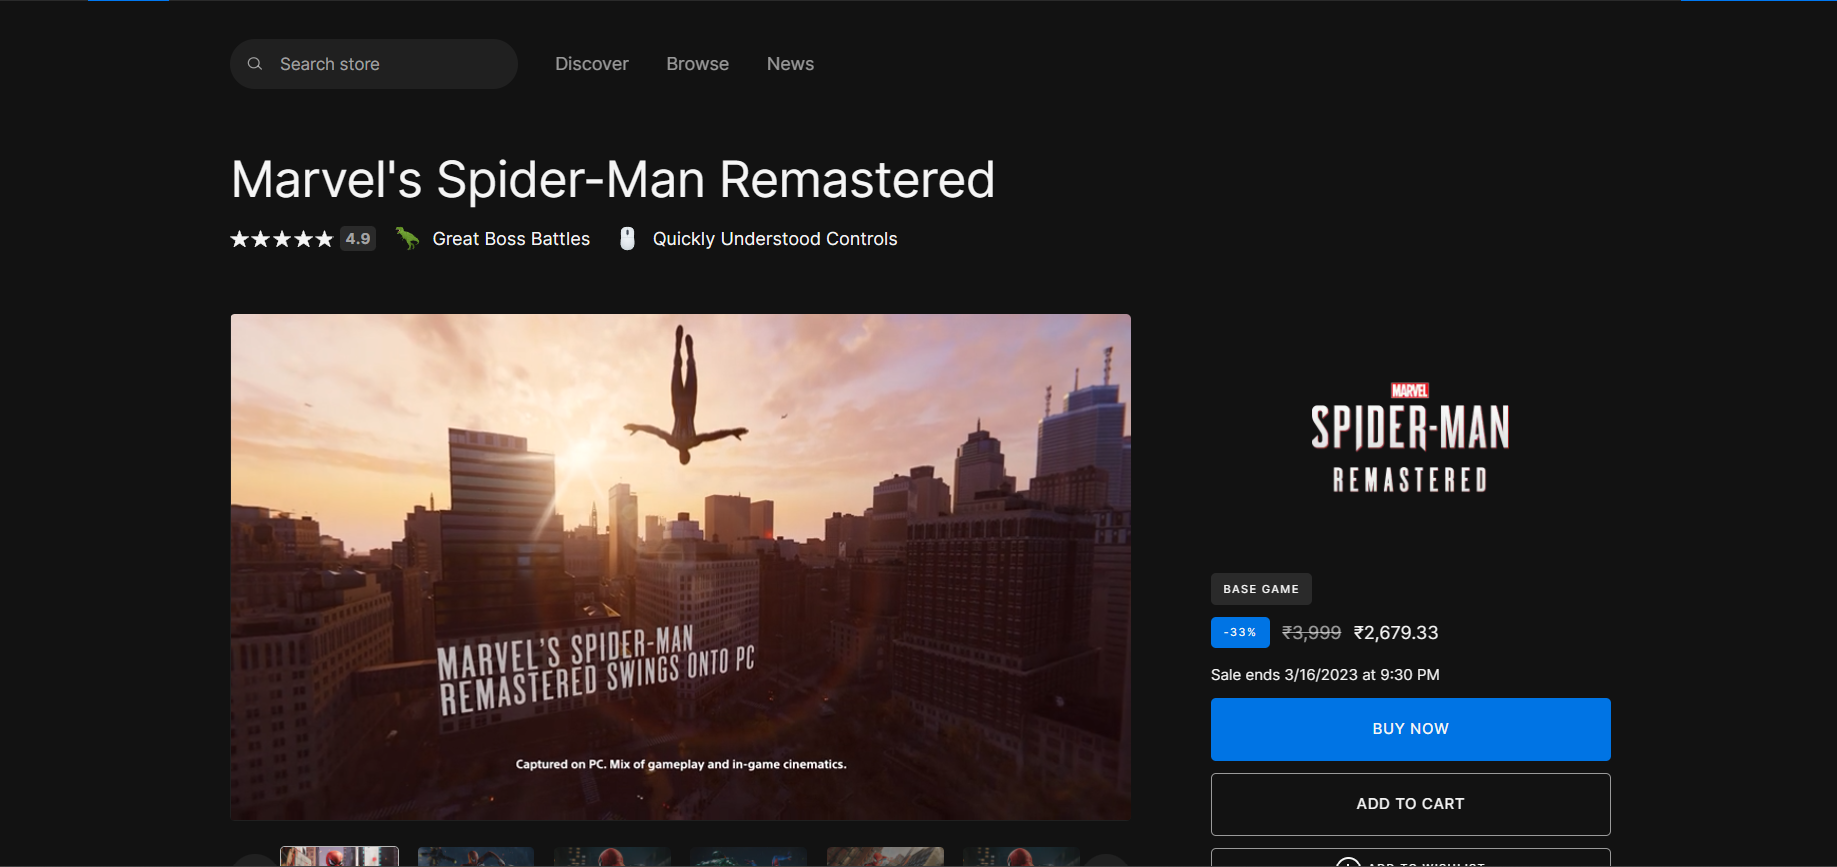 Search store
Discover
Browse
News
Marvel's Spider-Man Remastered
4.9
Great Boss Battles
Quickly Understood Controls
MARVEL
SPIDER-MAN
REMASTERED
MARVEL'S SPIDER-MAN
REMASTERED SWINGS ONTO PC
Captured on PC. Mix of gameplay and in-game cinematics.
BASE GAME
-33% ₹3,999 ₹2,679.33
Sale ends 3/16/2023 at 9:30 PM
BUY NOW
ADD TO CART
ADD TO WISHLIST